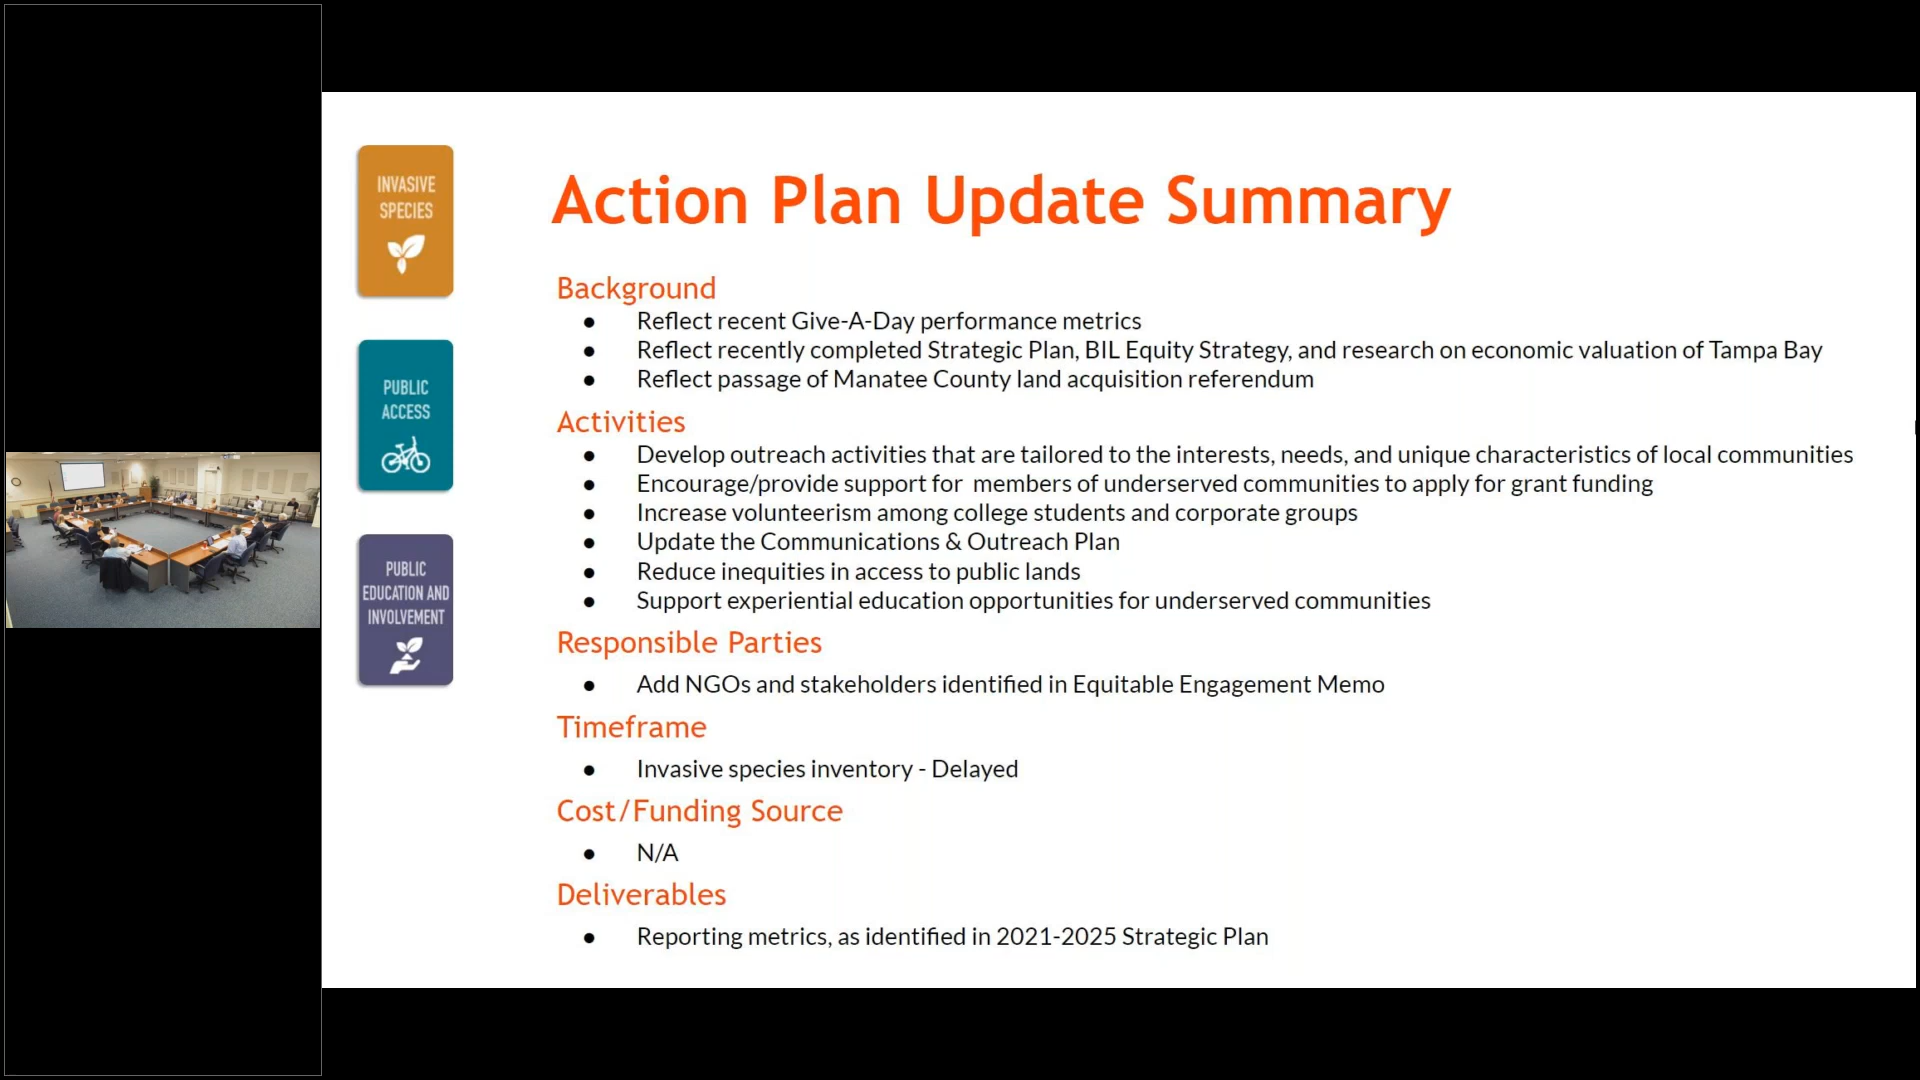 INVASIVE
SPECIES
PUBLIC
ACCESS
PUBLIC
EDUCATION AND
INVOLVEMENT
Action Plan Update Summary
Background
● Reflect recent Give-A-Day performance metrics
● Reflect recently completed Strategic Plan, BIL Equity Strategy, and research on economic valuation of Tampa Bay
● Reflect passage of Manatee County land acquisition referendum
Activities
● Develop outreach activities that are tailored to the interests, needs, and unique characteristics of local communities
● Encourage/provide support for  members of underserved communities to apply for grant funding
● Increase volunteerism among college students and corporate groups
● Update the Communications & Outreach Plan
● Reduce inequities in access to public lands
● Support experiential education opportunities for underserved communities
Responsible Parties
● Add NGOs and stakeholders identified in Equitable Engagement Memo
Timeframe
● Invasive species inventory - Delayed
Cost/Funding Source
● N/A
Deliverables
● Reporting metrics, as identified in 2021-2025 Strategic Plan